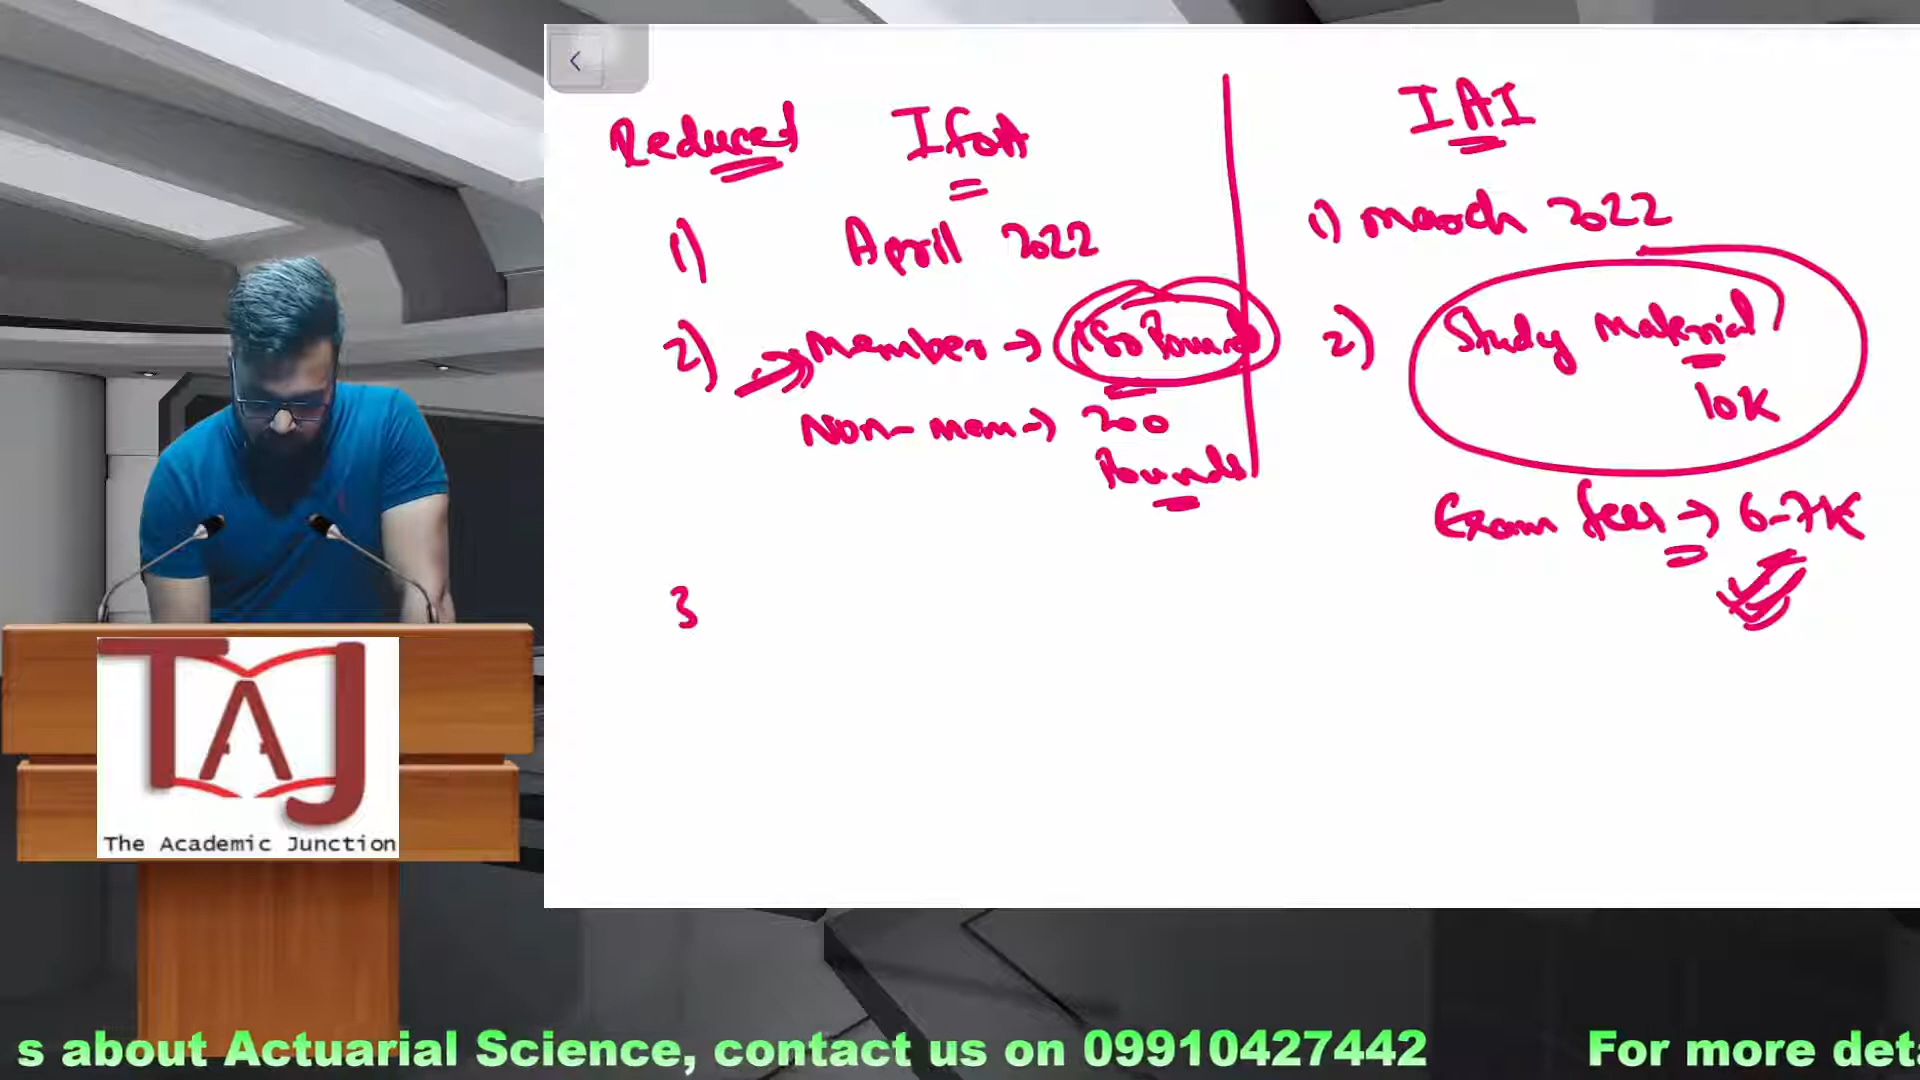 <
Reduced IFoA
1) April 2022
2) Member → 150 Pounds
Non-mem → 200
Pounds
3
IAI
1) March 2022
2) Study Material
10K
Exam fees → 6-7K
TAJ
The Academic Junction
s about Actuarial Science, contact us on 09910427442 For more deta